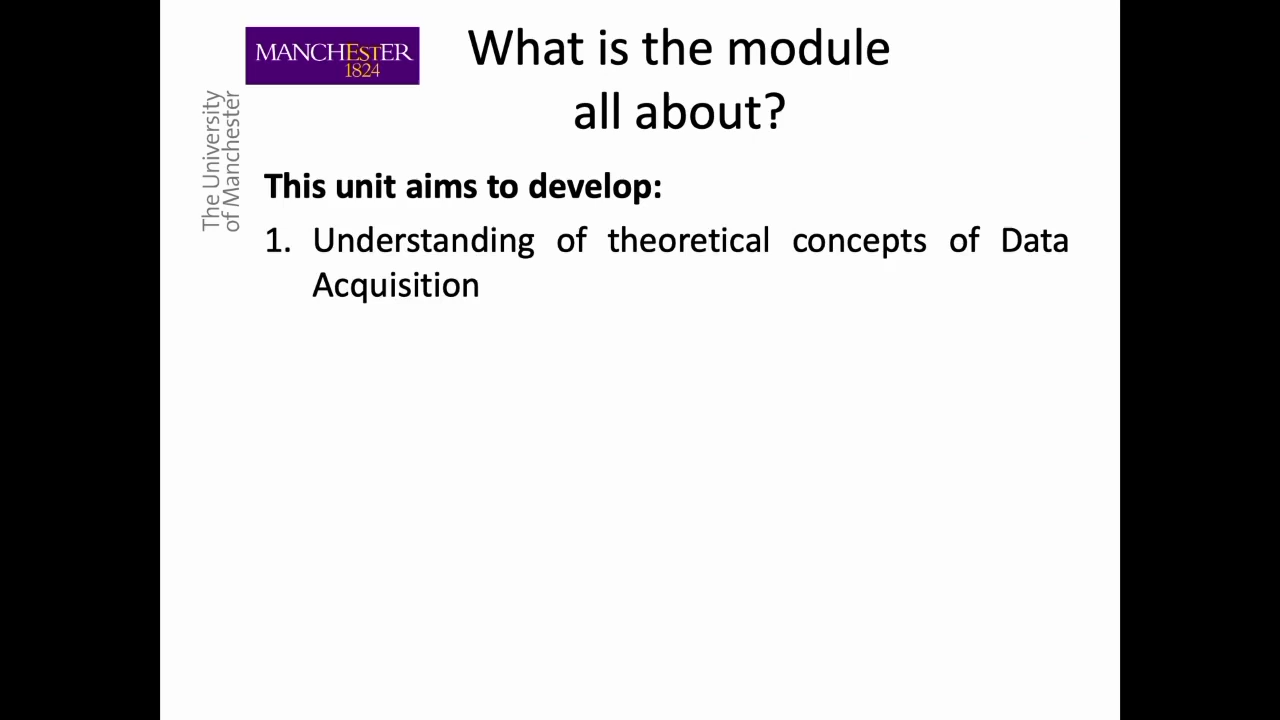 MANCHESTER
1824
The University
of Manchester
What is the module
all about?
This unit aims to develop:
1. Understanding of theoretical concepts of Data
Acquisition